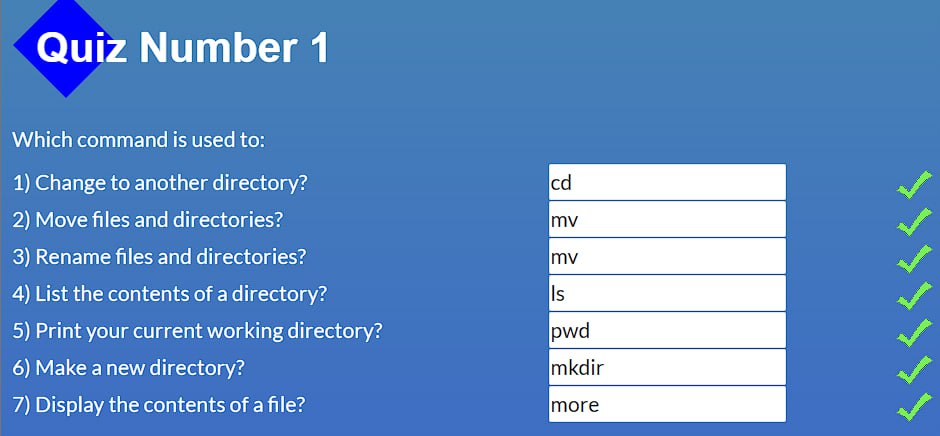 Quiz Number 1
Which command is used to:
1) Change to another directory? cd
2) Move files and directories? mv
3) Rename files and directories? mv
4) List the contents of a directory? ls
5) Print your current working directory? pwd
6) Make a new directory? mkdir
7) Display the contents of a file? more